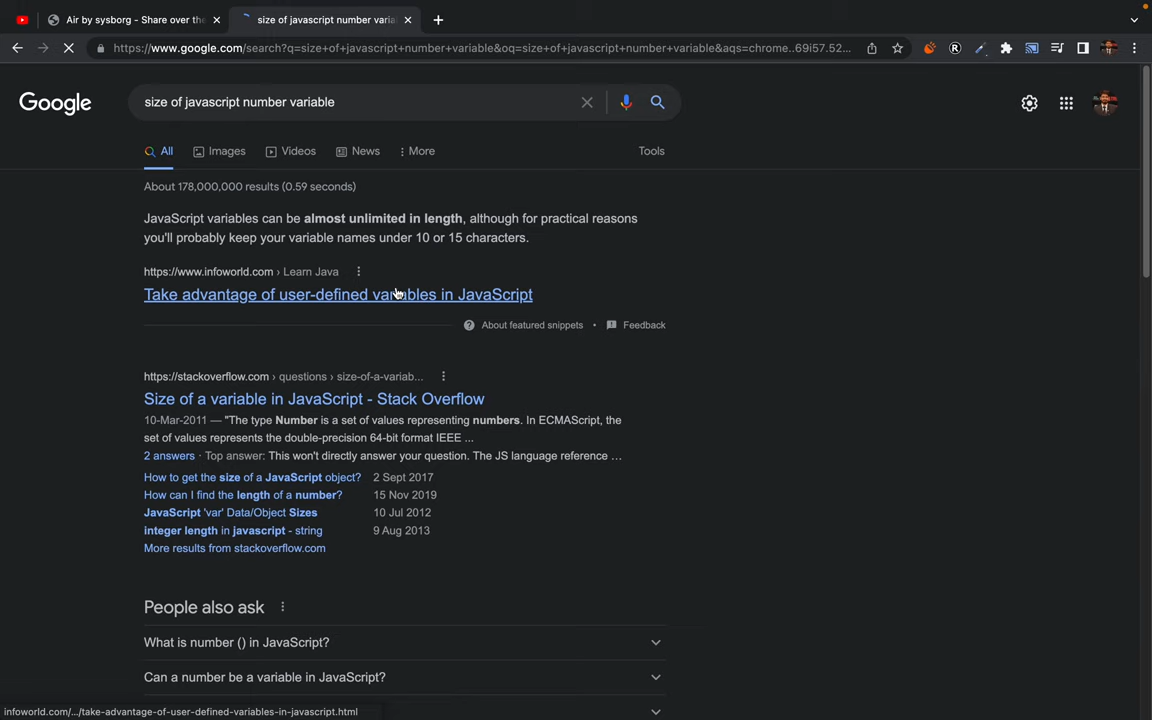 Air by sysborg - Share over the
size of javascript number varia
https://www.google.com/search?q=size+of+javascript+number+variable&oq=size+of+javascript+number+variable&aqs=chrome..69i57.52...
Google
size of javascript number variable
All Images Videos News More Tools
About 178,000,000 results (0.59 seconds)
JavaScript variables can be almost unlimited in length, although for practical reasons
you'll probably keep your variable names under 10 or 15 characters.
https://www.infoworld.com › Learn Java
Take advantage of user-defined variables in JavaScript
About featured snippets • Feedback
https://stackoverflow.com › questions › size-of-a-variab...
Size of a variable in JavaScript - Stack Overflow
10-Mar-2011 — "The type Number is a set of values representing numbers. In ECMAScript, the
set of values represents the double-precision 64-bit format IEEE ...
2 answers · Top answer: This won't directly answer your question. The JS language reference ...
How to get the size of a JavaScript object? 2 Sept 2017
How can I find the length of a number? 15 Nov 2019
JavaScript 'var' Data/Object Sizes 10 Jul 2012
integer length in javascript - string 9 Aug 2013
More results from stackoverflow.com
People also ask
What is number () in JavaScript?
Can a number be a variable in JavaScript?
infoworld.com/.../take-advantage-of-user-defined-variables-in-javascript.html